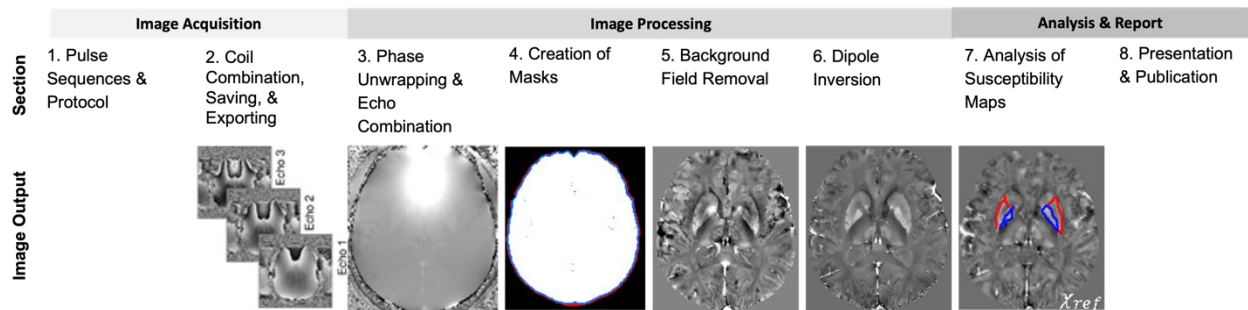 Image Acquisition
Image Processing
Analysis & Report
Section
1. Pulse
Sequences &
Protocol
2. Coil
Combination,
Saving, &
Exporting
3. Phase
Unwrapping &
Echo
Combination
4. Creation of
Masks
5. Background
Field Removal
6. Dipole
Inversion
7. Analysis of
Susceptibility
Maps
8. Presentation
& Publication
Image Output
Echo 3
Echo 2
Echo 1
χref